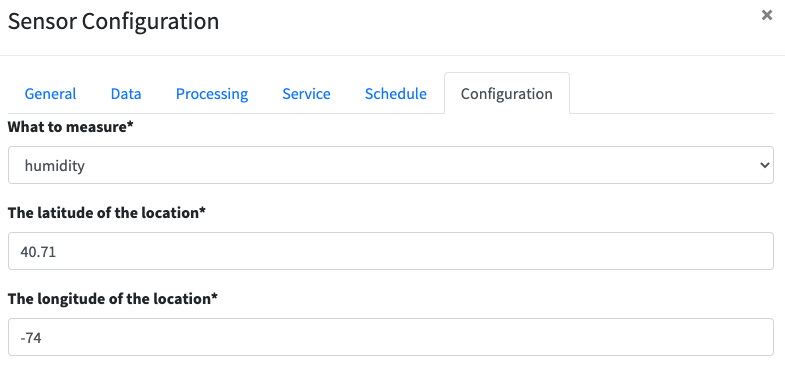 Sensor Configuration ×
General Data Processing Service Schedule Configuration
What to measure*
humidity
The latitude of the location*
40.71
The longitude of the location*
-74